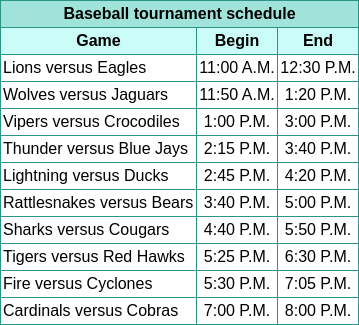 Baseball tournament schedule
Game Begin End
Lions versus Eagles 11:00 A.M. 12:30 P.M.
Wolves versus Jaguars 11:50 A.M. 1:20 P.M.
Vipers versus Crocodiles 1:00 P.M. 3:00 P.M.
Thunder versus Blue Jays 2:15 P.M. 3:40 P.M.
Lightning versus Ducks 2:45 P.M. 4:20 P.M.
Rattlesnakes versus Bears 3:40 P.M. 5:00 P.M.
Sharks versus Cougars 4:40 P.M. 5:50 P.M.
Tigers versus Red Hawks 5:25 P.M. 6:30 P.M.
Fire versus Cyclones 5:30 P.M. 7:05 P.M.
Cardinals versus Cobras 7:00 P.M. 8:00 P.M.